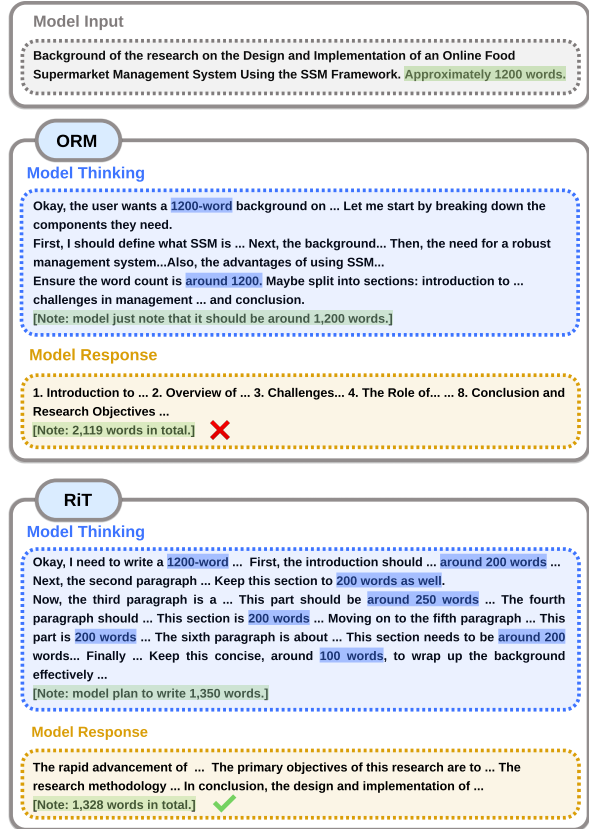 Model Input
Background of the research on the Design and Implementation of an Online Food
Supermarket Management System Using the SSM Framework. Approximately 1200 words.
ORM
Model Thinking
Okay, the user wants a 1200-word background on ... Let me start by breaking down the
components they need.
First, I should define what SSM is ... Next, the background... Then, the need for a robust
management system...Also, the advantages of using SSM...
Ensure the word count is around 1200. Maybe split into sections: introduction to ...
challenges in management ... and conclusion.
[Note: model just note that it should be around 1,200 words.]
Model Response
1. Introduction to ... 2. Overview of ... 3. Challenges... 4. The Role of... ... 8. Conclusion and
Research Objectives ...
[Note: 2,119 words in total.]
RiT
Model Thinking
Okay, I need to write a 1200-word ... First, the introduction should ... around 200 words ...
Next, the second paragraph ... Keep this section to 200 words as well.
Now, the third paragraph is a ... This part should be around 250 words ... The fourth
paragraph should ... This section is 200 words ... Moving on to the fifth paragraph ... This
part is 200 words ... The sixth paragraph is about ... This section needs to be around 200
words... Finally ... Keep this concise, around 100 words, to wrap up the background
effectively ...
[Note: model plan to write 1,350 words.]
Model Response
The rapid advancement of ... The primary objectives of this research are to ... The
research methodology ... In conclusion, the design and implementation of ...
[Note: 1,328 words in total.]